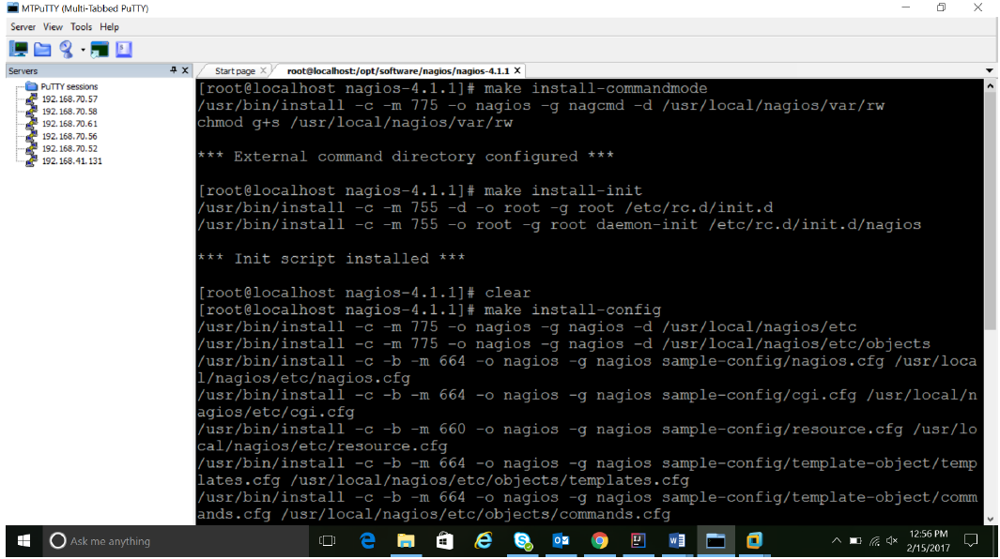 MTPuTTY (Multi-Tabbed PuTTY)
Server View Tools Help
Servers
PuTTY sessions
192.168.70.57
192.168.70.58
192.168.70.61
192.168.70.56
192.168.70.52
192.168.41.131
Start page root@localhost:/opt/software/nagios/nagios-4.1.1
[root@localhost nagios-4.1.1]# make install-commandmode
/usr/bin/install -c -m 775 -o nagios -g nagcmd -d /usr/local/nagios/var/rw
chmod g+s /usr/local/nagios/var/rw
*** External command directory configured ***
[root@localhost nagios-4.1.1]# make install-init
/usr/bin/install -c -m 755 -d -o root -g root /etc/rc.d/init.d
/usr/bin/install -c -m 755 -o root -g root daemon-init /etc/rc.d/init.d/nagios
*** Init script installed ***
[root@localhost nagios-4.1.1]# clear
[root@localhost nagios-4.1.1]# make install-config
/usr/bin/install -c -m 775 -o nagios -g nagios -d /usr/local/nagios/etc
/usr/bin/install -c -m 775 -o nagios -g nagios -d /usr/local/nagios/etc/objects
/usr/bin/install -c -b -m 664 -o nagios -g nagios sample-config/nagios.cfg /usr/loca
l/nagios/etc/nagios.cfg
/usr/bin/install -c -b -m 664 -o nagios -g nagios sample-config/cgi.cfg /usr/local/n
agios/etc/cgi.cfg
/usr/bin/install -c -b -m 660 -o nagios -g nagios sample-config/resource.cfg /usr/lo
cal/nagios/etc/resource.cfg
/usr/bin/install -c -b -m 664 -o nagios -g nagios sample-config/template-object/temp
lates.cfg /usr/local/nagios/etc/objects/templates.cfg
/usr/bin/install -c -b -m 664 -o nagios -g nagios sample-config/template-object/comm
ands.cfg /usr/local/nagios/etc/objects/commands.cfg
Ask me anything
12:56 PM
2/15/2017